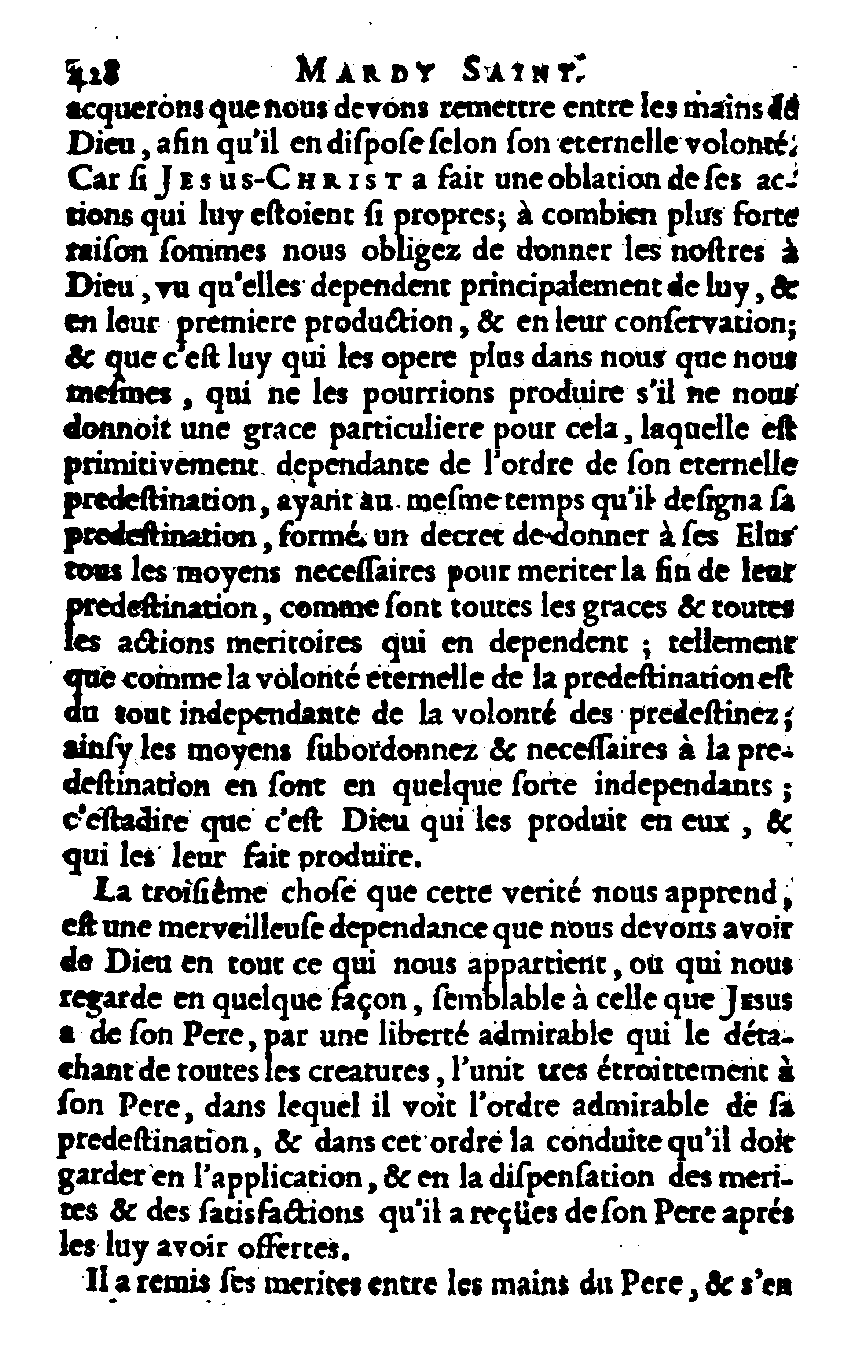 428 MARDY SAINT.
acquerons que nous devons remettre entre les mains de
Dieu, afin qu'il en diſpoſe ſelon ſon eternelle volonté.
Car ſi JESUS-CHRIST a fait une oblation de ſes ac-
tions qui luy eſtoient ſi propres; à combien plus forte
raiſon ſommes nous obligez de donner les noſtres à
Dieu, vu qu'elles dependent principalement de luy, &
en leur premiere production, & en leur conſervation;
& que c'eſt luy qui les opere plus dans nous que nous
meſmes, qui ne les pourrions produire s'il ne nous
donnoit une grace particuliere pour cela, laquelle eſt
primitivement dependante de l'ordre de ſon eternelle
predeſtination, ayant au meſme temps qu'il deſigna ſa
predeſtination, formé un decret de donner à ſes Elus
tous les moyens neceſſaires pour meriter la fin de leur
predeſtination, comme ſont toutes les graces & toutes
les actions meritoires qui en dependent; tellement
que comme la volonté eternelle de la predeſtination eſt
du tout independante de la volonté des predeſtinez;
ainſy les moyens ſubordonnez & neceſſaires à la pre-
deſtination en ſont en quelque ſorte independants;
c'eſtadire que c'eſt Dieu qui les produit en eux, &
qui les leur fait produire.
La troiſiême choſe que cette verité nous apprend,
eſt une merveilleuſe dependance que nous devons avoir
de Dieu en tout ce qui nous appartient, ou qui nous
regarde en quelque façon, ſemblable à celle que JESUS
a de ſon Pere, par une liberté admirable qui le déta-
chant de toutes les creatures, l'unit tres étroittement à
ſon Pere, dans lequel il voit l'ordre admirable de ſa
predeſtination, & dans cet ordre la conduite qu'il doit
garder en l'application, & en la diſpenſation des meri-
tes & des ſatisfactions qu'il a reçües de ſon Pere aprés
les luy avoir offertes.
Il a remis ſes merites entre les mains du Pere, & s'en